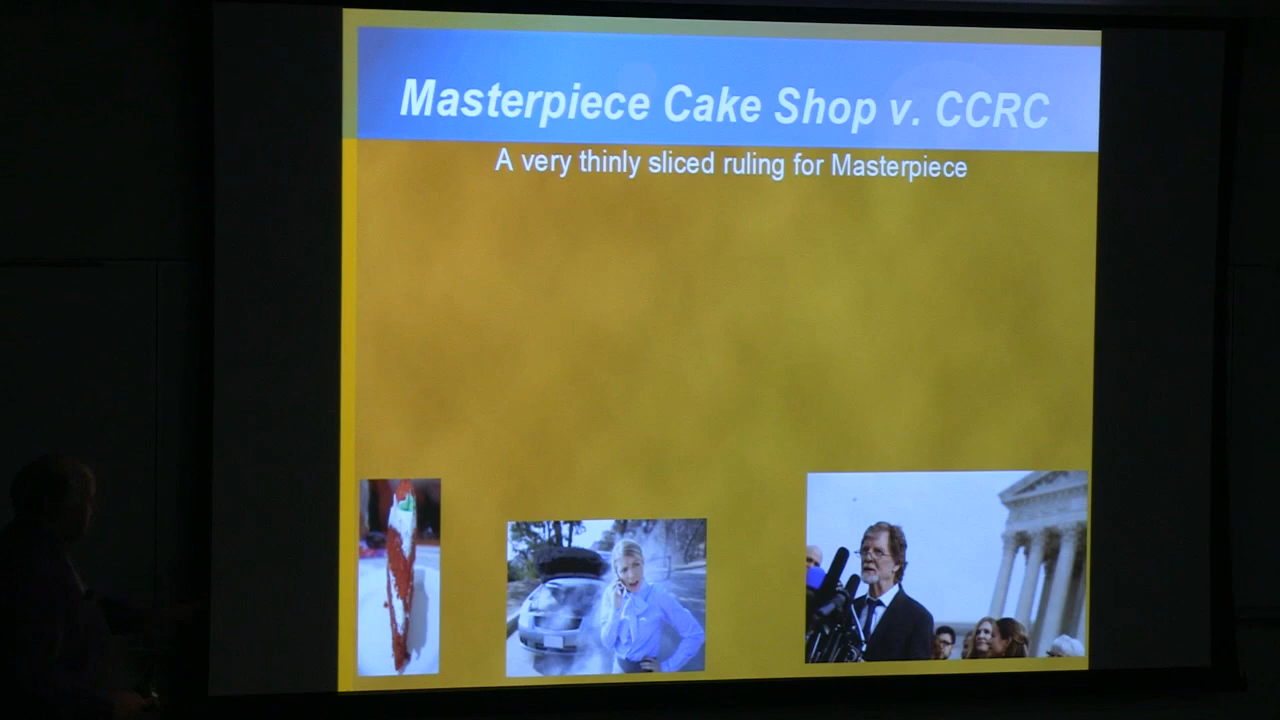 Masterpiece Cake Shop v. CCRC
A very thinly sliced ruling for Masterpiece